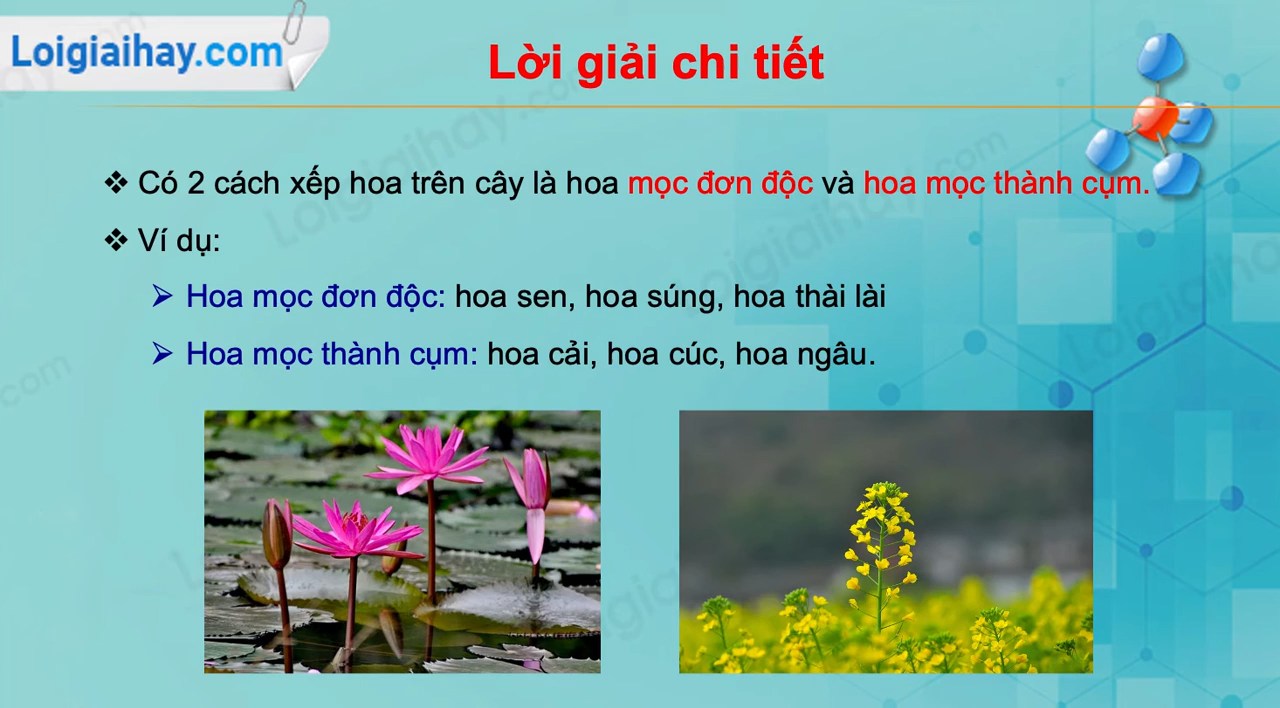 Loigiaihay.com
Lời giải chi tiết
❖ Có 2 cách xếp hoa trên cây là hoa mọc đơn độc và hoa mọc thành cụm.
❖ Ví dụ:
➢ Hoa mọc đơn độc: hoa sen, hoa súng, hoa thài lài
➢ Hoa mọc thành cụm: hoa cải, hoa cúc, hoa ngâu.